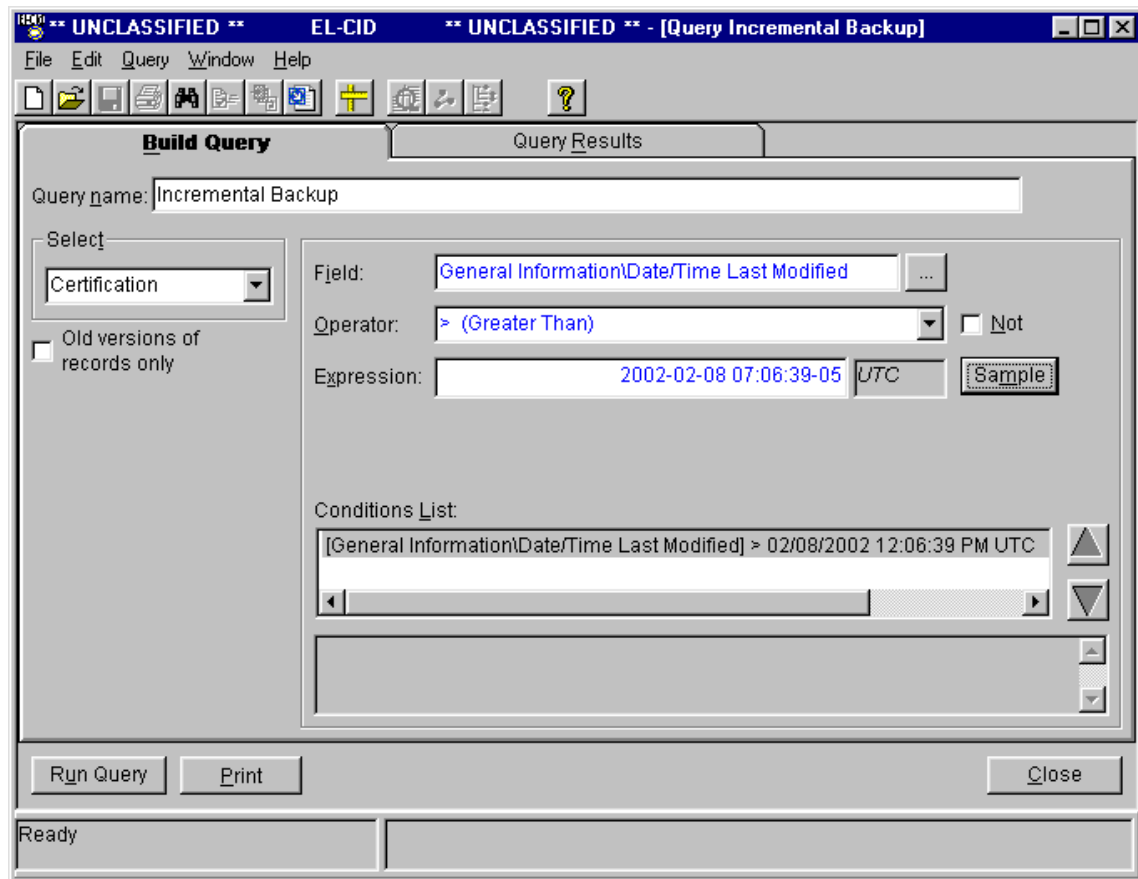 ** UNCLASSIFIED ** EL-CID ** UNCLASSIFIED ** - [Query Incremental Backup]
File Edit Query Window Help
Build Query Query Results
Query name: Incremental Backup
Select
Certification
Old versions of
records only
Field: General Information\Date/Time Last Modified ...
Operator: > (Greater Than) Not
Expression: 2002-02-08 07:06:39-05 UTC Sample
Conditions List:
[General Information\Date/Time Last Modified] > 02/08/2002 12:06:39 PM UTC
Run Query Print Close
Ready